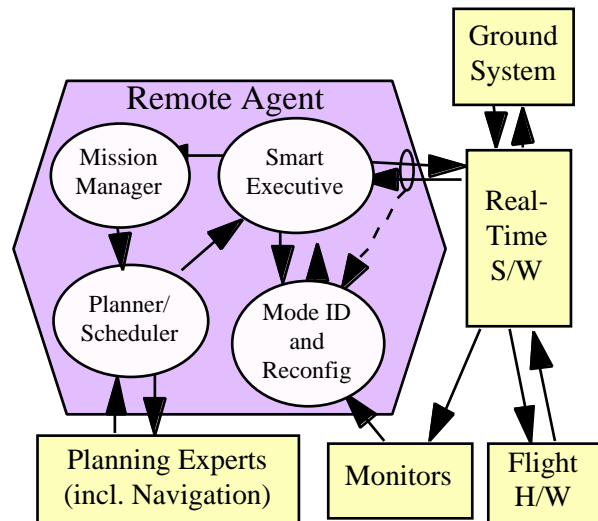 Ground
System
Remote Agent
Mission
Manager
Smart
Executive
Real-
Time
S/W
Planner/
Scheduler
Mode ID
and
Reconfig
Planning Experts
(incl. Navigation)
Monitors
Flight
H/W